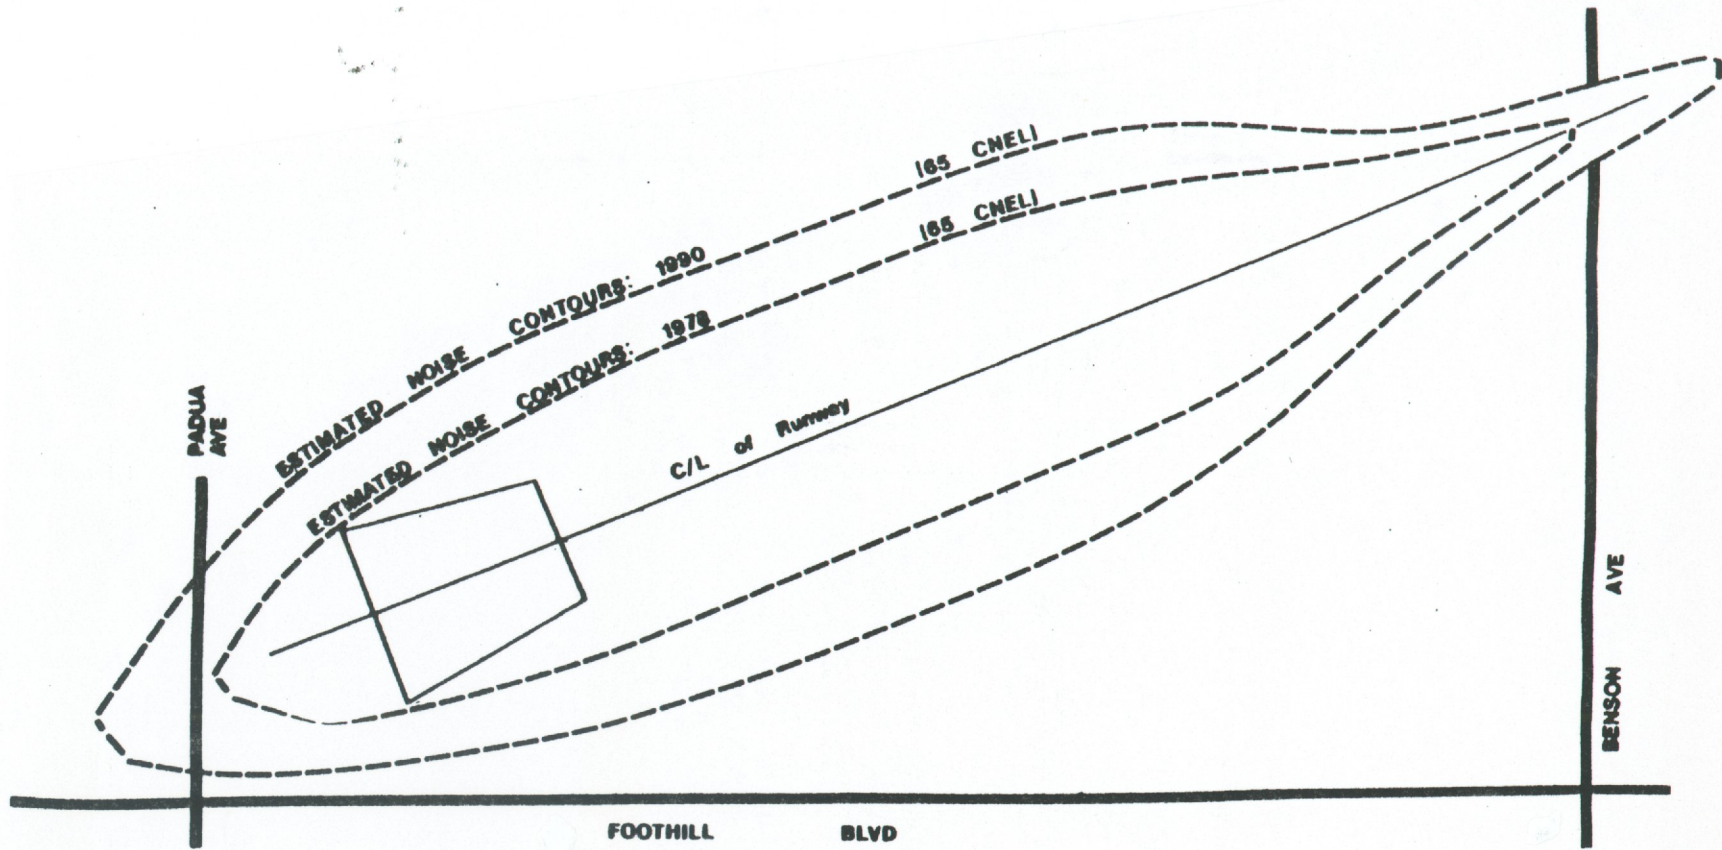 ESTIMATED NOISE CONTOURS: 1990 (65 CNEL)
ESTIMATED NOISE CONTOURS: 1978 (65 CNEL)
PADUA
AVE
C/L of Runway
BENSON AVE
FOOTHILL BLVD